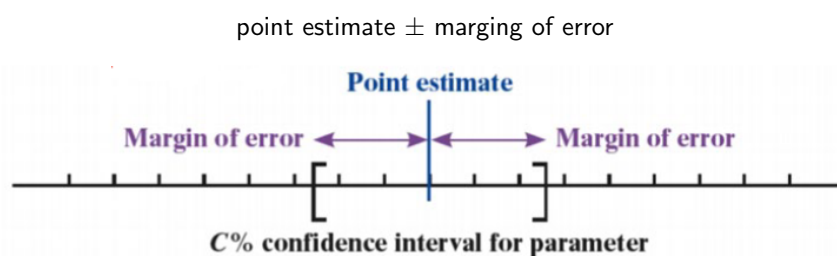 point estimate ± marging of error
Point estimate
Margin of error Margin of error
C% confidence interval for parameter